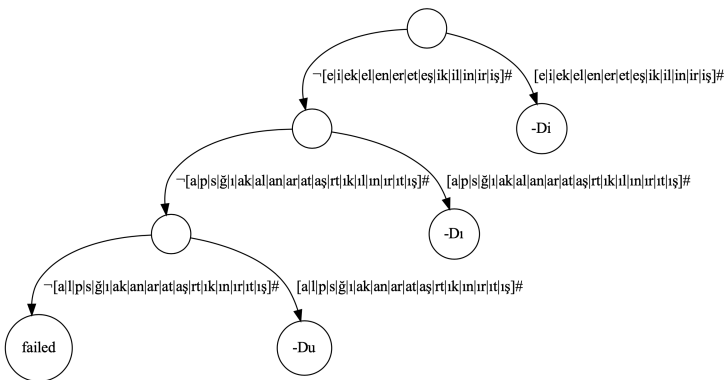 ¬[e|i|ek|el|en|er|et|eş|ik|il|in|ir|iş]# [e|i|ek|el|en|er|et|eş|ik|il|in|ir|iş]#
-Di
¬[a|p|s|ğ|ı|ak|al|an|ar|at|aş|rt|ık|ıl|ın|ır|ıt|ış]# [a|p|s|ğ|ı|ak|al|an|ar|at|aş|rt|ık|ıl|ın|ır|ıt|ış]#
-Dı
¬[a|l|p|s|ğ|ı|ak|an|ar|at|aş|rt|ık|ın|ır|ıt|ış]# [a|l|p|s|ğ|ı|ak|an|ar|at|aş|rt|ık|ın|ır|ıt|ış]#
failed -Du